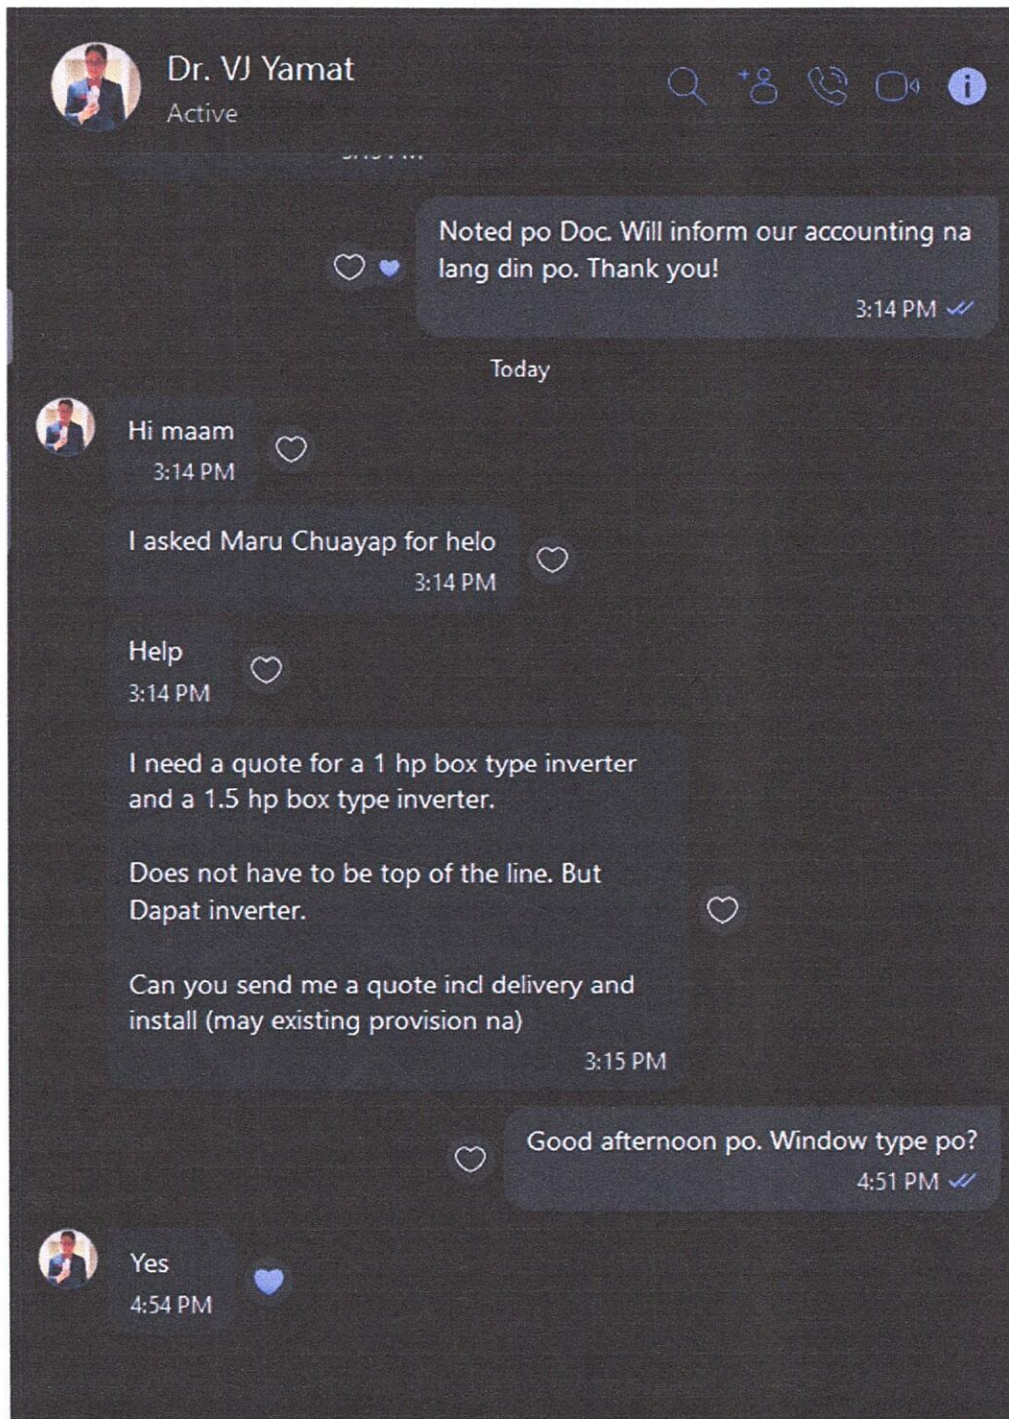 Dr. VJ Yamat
Active
Noted po Doc. Will inform our accounting na
lang din po. Thank you!
3:14 PM
Today
Hi maam
3:14 PM
I asked Maru Chuayap for helo
3:14 PM
Help
3:14 PM
I need a quote for a 1 hp box type inverter
and a 1.5 hp box type inverter.
Does not have to be top of the line. But
Dapat inverter.
Can you send me a quote incl delivery and
install (may existing provision na)
3:15 PM
Good afternoon po. Window type po?
4:51 PM
Yes
4:54 PM